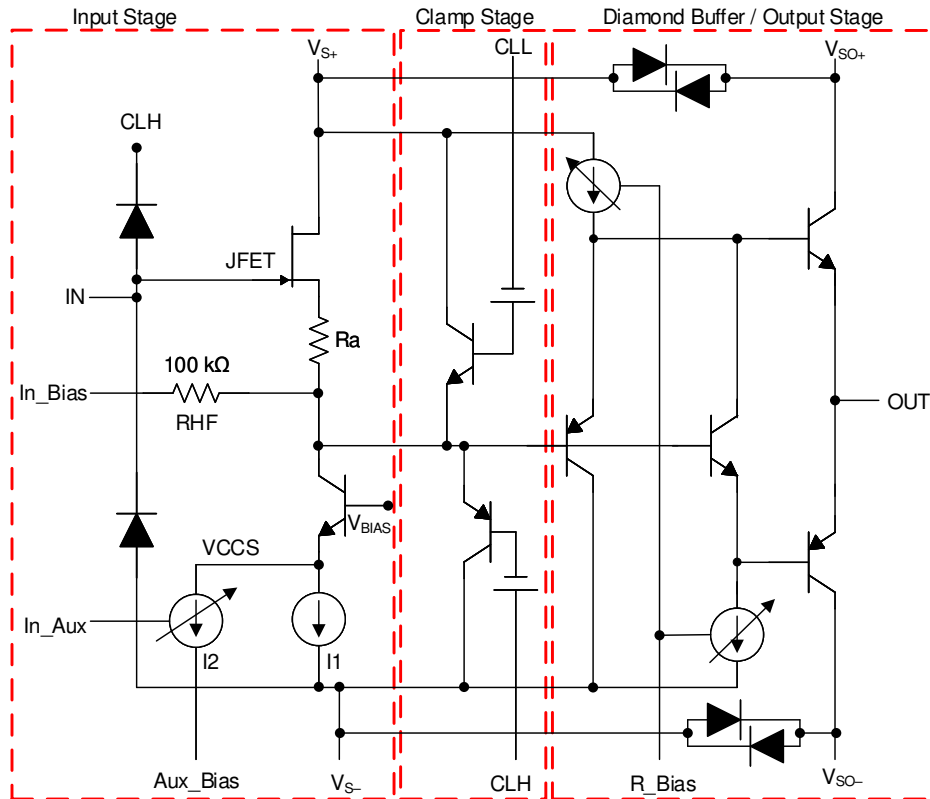 Input Stage
Clamp Stage
Diamond Buffer / Output Stage
VS+
CLL
VSO+
CLH
JFET
IN
Ra
100 kΩ
In_Bias
RHF
OUT
VBIAS
VCCS
In_Aux
I2
I1
Aux_Bias
VS–
CLH
R_Bias
VSO–